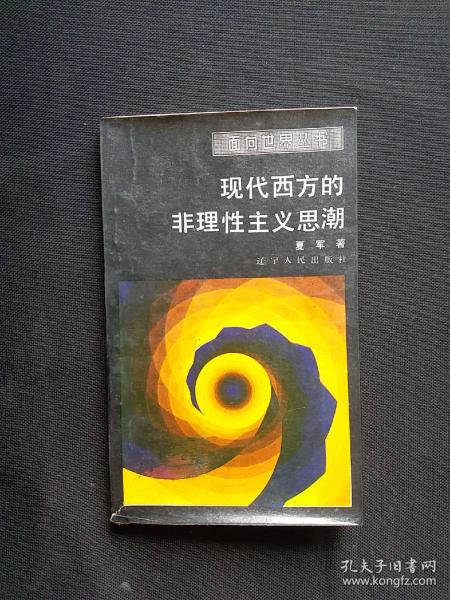 面向世界丛书
现代西方的
非理性主义思潮
夏军著
辽宁人民出版社
孔夫子旧书网
www.kongfz.com